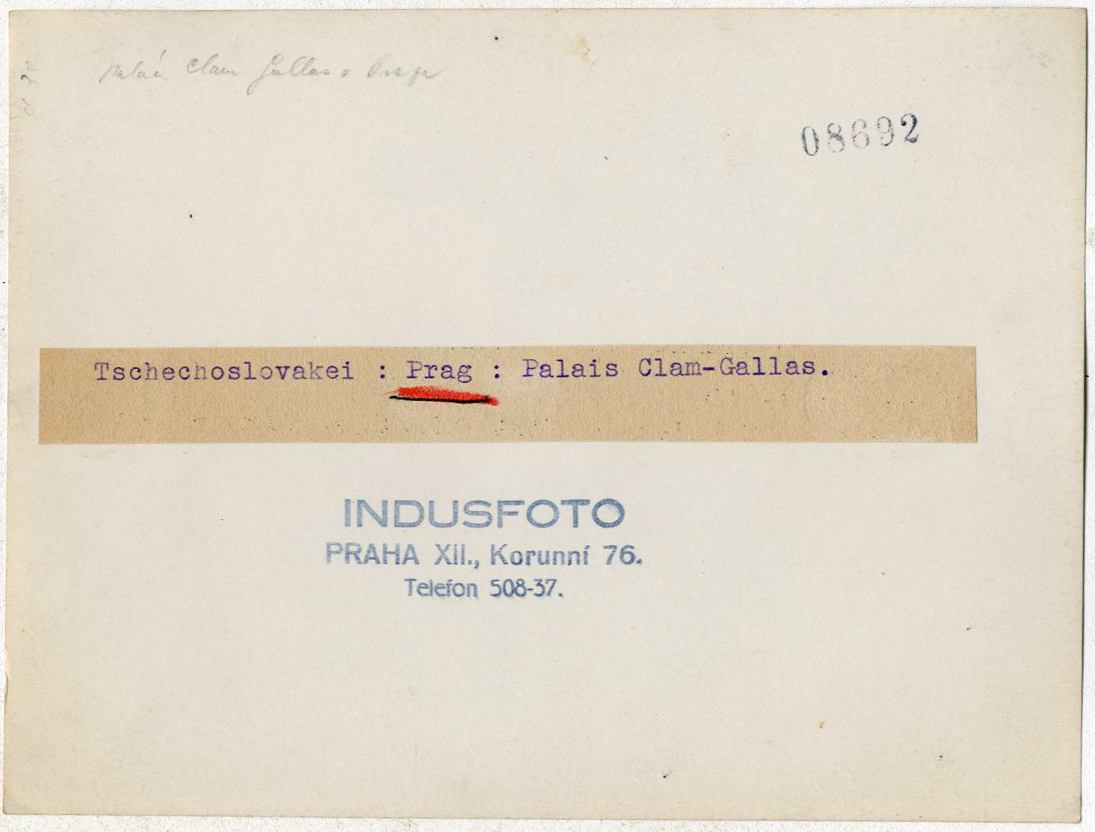 Palác Clam Gallas v Praze
08692
Tschechoslovakei : Prag : Palais Clam-Gallas.
INDUSFOTO
PRAHA XII., Korunní 76.
Telefon 508-37.